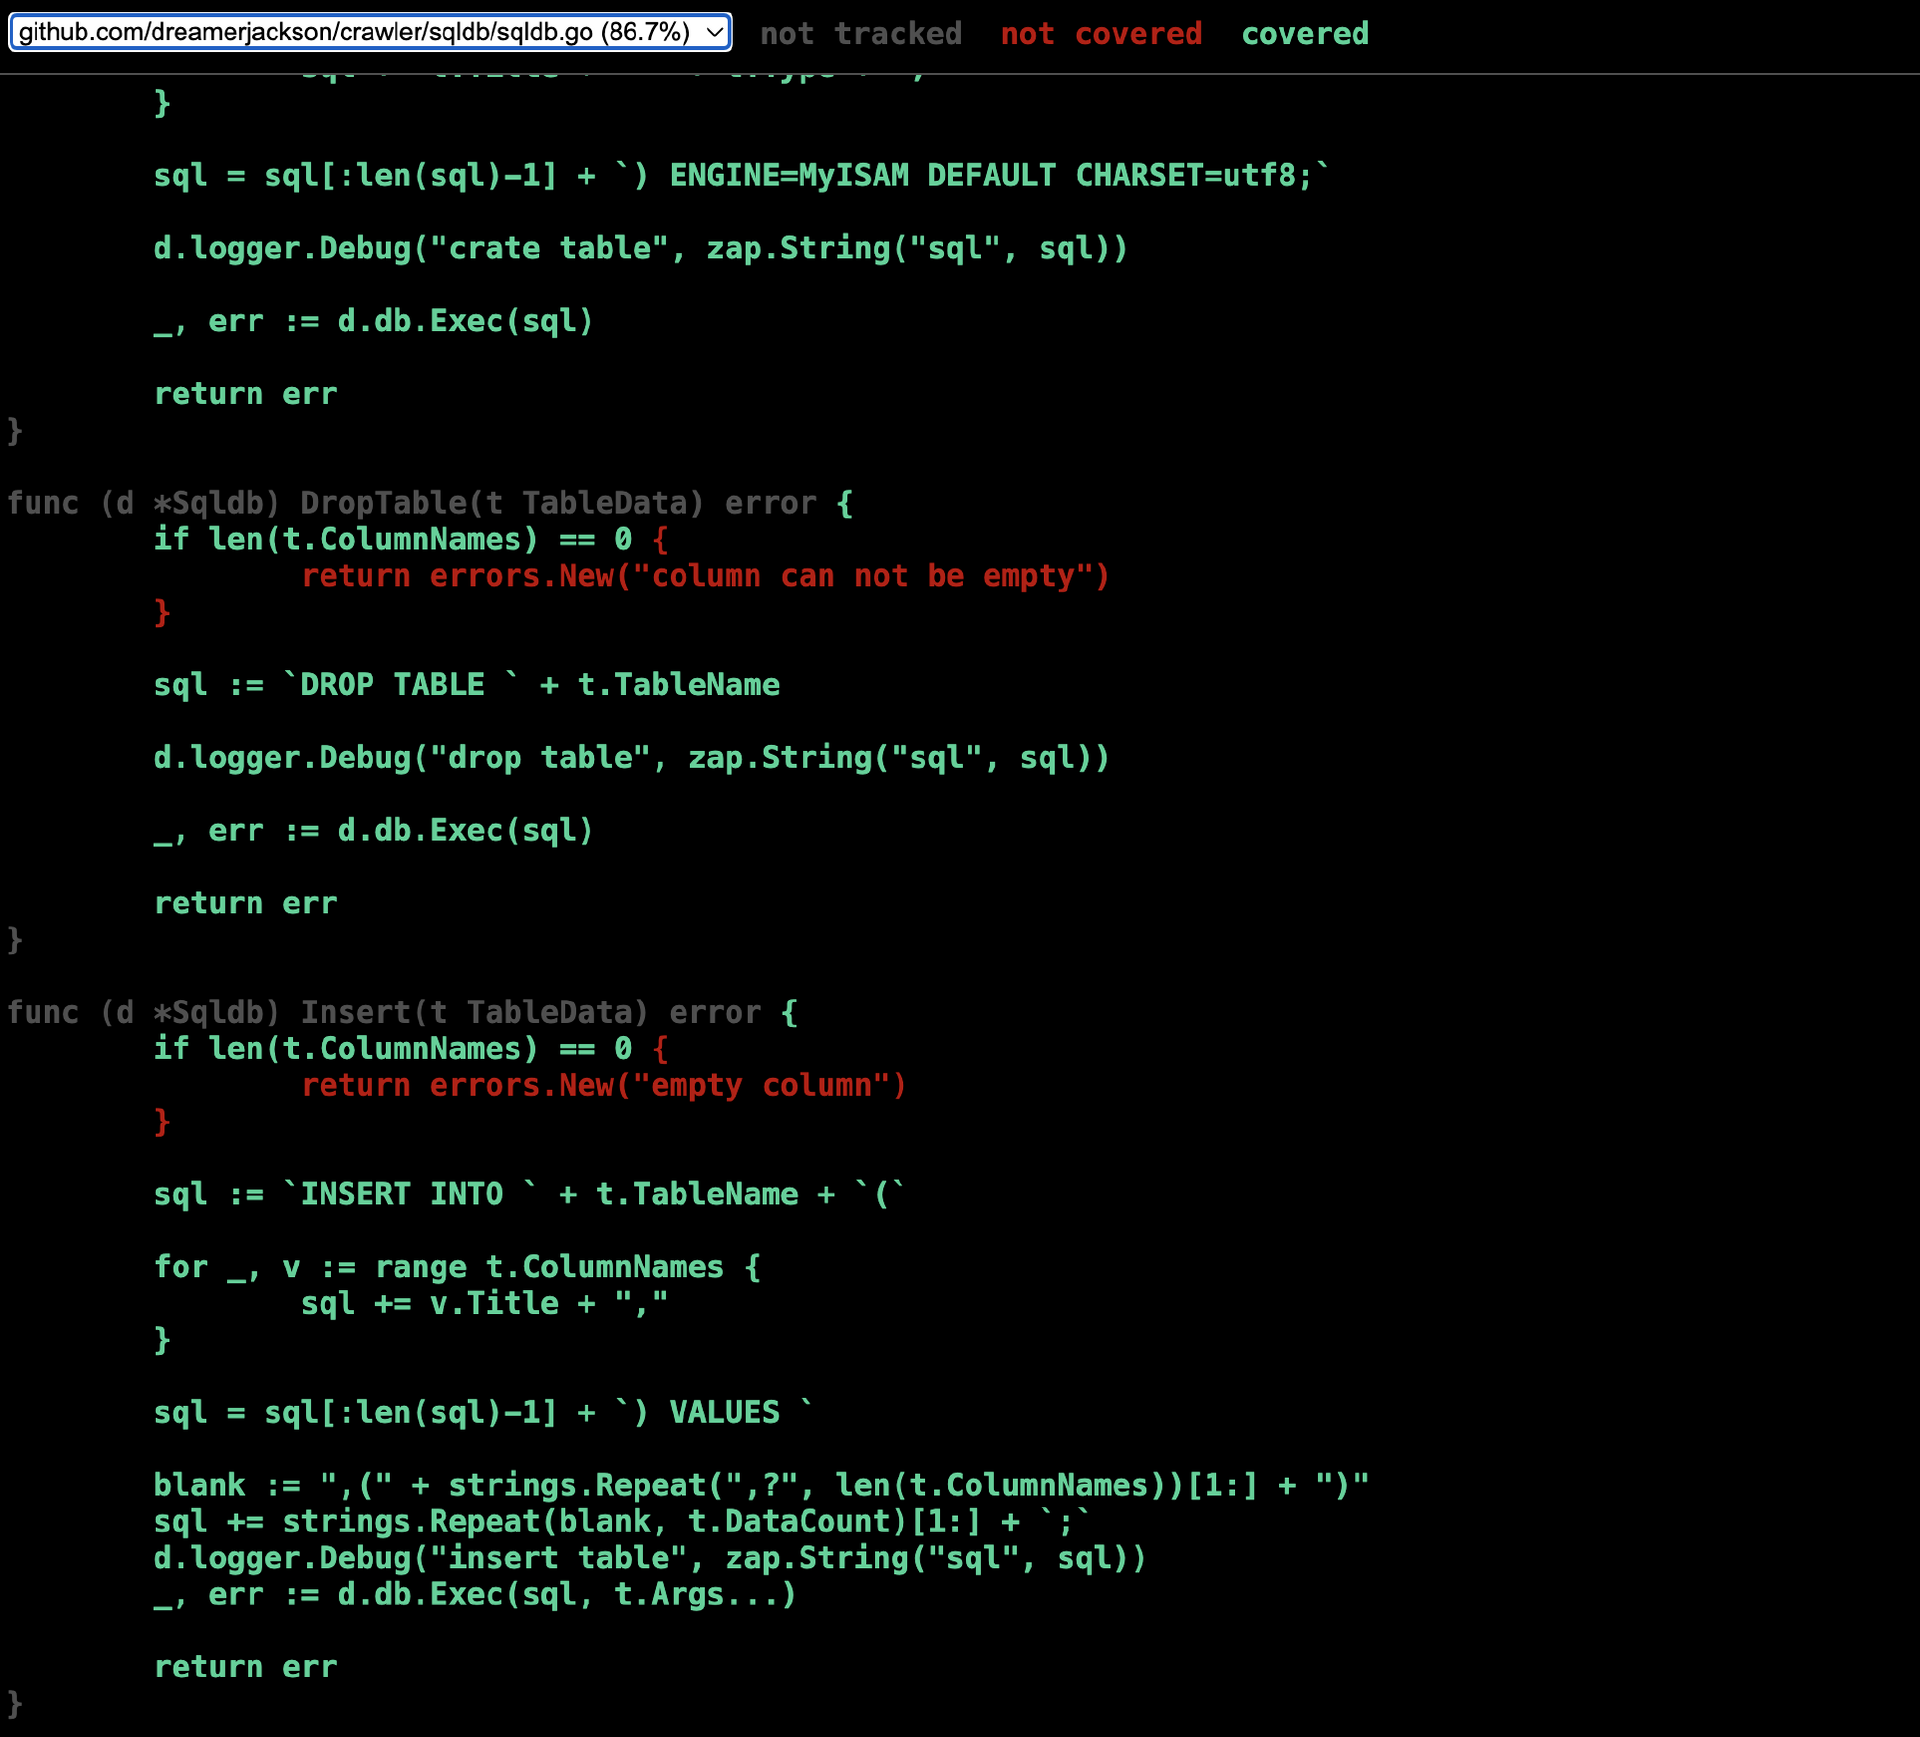 github.com/dreamerjackson/crawler/sqldb/sqldb.go (86.7%) not tracked not covered covered
}
sql = sql[:len(sql)-1] + `) ENGINE=MyISAM DEFAULT CHARSET=utf8;`
d.logger.Debug("crate table", zap.String("sql", sql))
_, err := d.db.Exec(sql)
return err
}
func (d *Sqldb) DropTable(t TableData) error {
if len(t.ColumnNames) == 0 {
return errors.New("column can not be empty")
}
sql := `DROP TABLE ` + t.TableName
d.logger.Debug("drop table", zap.String("sql", sql))
_, err := d.db.Exec(sql)
return err
}
func (d *Sqldb) Insert(t TableData) error {
if len(t.ColumnNames) == 0 {
return errors.New("empty column")
}
sql := `INSERT INTO ` + t.TableName + `(`
for _, v := range t.ColumnNames {
sql += v.Title + ","
}
sql = sql[:len(sql)-1] + `) VALUES `
blank := ",(" + strings.Repeat(",?", len(t.ColumnNames))[1:] + ")"
sql += strings.Repeat(blank, t.DataCount)[1:] + `;`
d.logger.Debug("insert table", zap.String("sql", sql))
_, err := d.db.Exec(sql, t.Args...)
return err
}